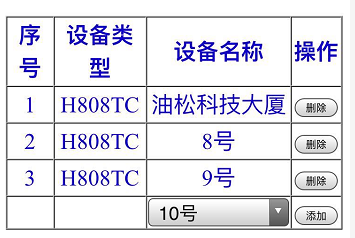 序号 设备类型 设备名称 操作
1 H808TC 油松科技大厦 删除
2 H808TC 8号 删除
3 H808TC 9号 删除
10号 添加